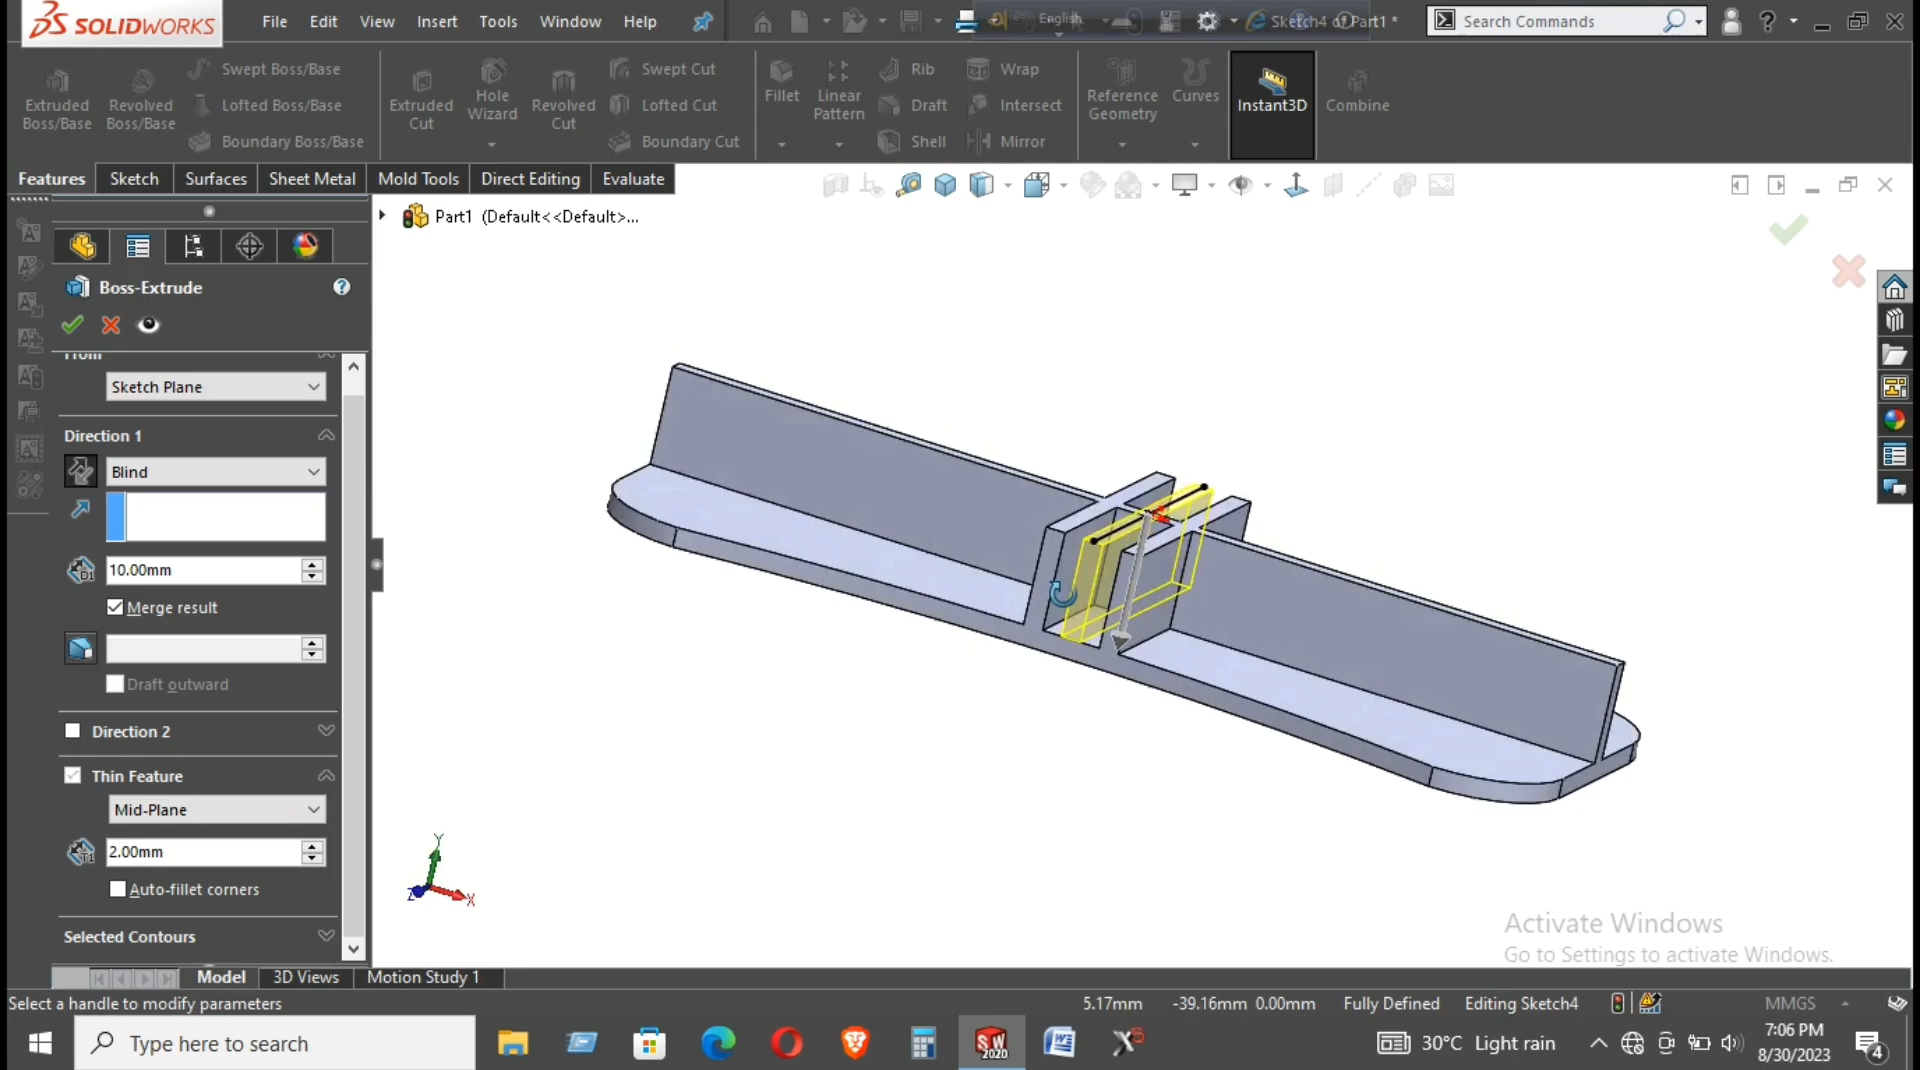 SOLIDWORKS File Edit View Insert Tools Window Help English Sketch4 of Part1 * Search Commands
Extruded Boss/Base Revolved Boss/Base Swept Boss/Base Lofted Boss/Base Boundary Boss/Base Extruded Cut Hole Wizard Revolved Cut Swept Cut Lofted Cut Boundary Cut Fillet Linear Pattern Rib Draft Shell Wrap Intersect Mirror Reference Geometry Curves Instant3D Combine
Features Sketch Surfaces Sheet Metal Mold Tools Direct Editing Evaluate
Part1 (Default<<Default>...
Boss-Extrude
From
Sketch Plane
Direction 1
Blind
10.00mm
Merge result
Draft outward
Direction 2
Thin Feature
Mid-Plane
2.00mm
Auto-fillet corners
Selected Contours
Y
Z
X
Activate Windows
Go to Settings to activate Windows.
Model 3D Views Motion Study 1
Select a handle to modify parameters 5.17mm -39.16mm 0.00mm Fully Defined Editing Sketch4 MMGS
Type here to search SW 2020 30°C Light rain 7:06 PM
8/30/2023 4